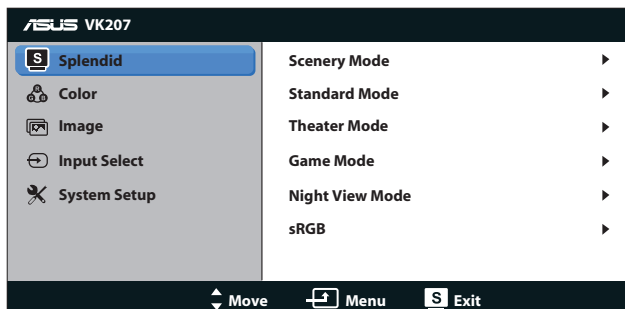 ASUS VK207
S Splendid
Color
Image
Input Select
System Setup
Scenery Mode
Standard Mode
Theater Mode
Game Mode
Night View Mode
sRGB
Move Menu S Exit